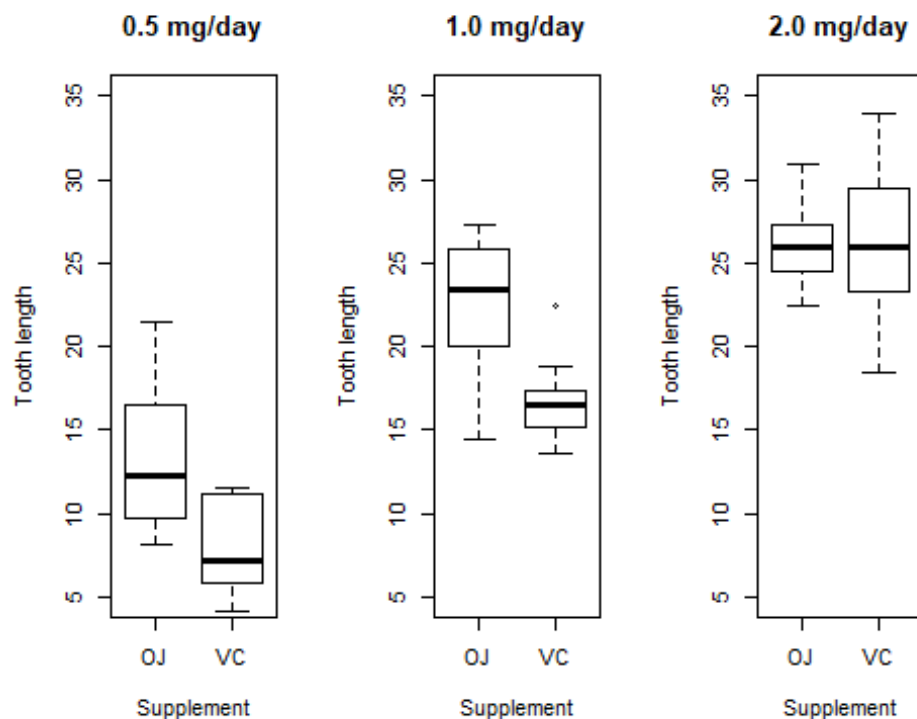 0.5 mg/day
1.0 mg/day
2.0 mg/day
Tooth length
35
30
25
20
15
10
5
OJ VC
Supplement
Tooth length
35
30
25
20
15
10
5
OJ VC
Supplement
Tooth length
35
30
25
20
15
10
5
OJ VC
Supplement